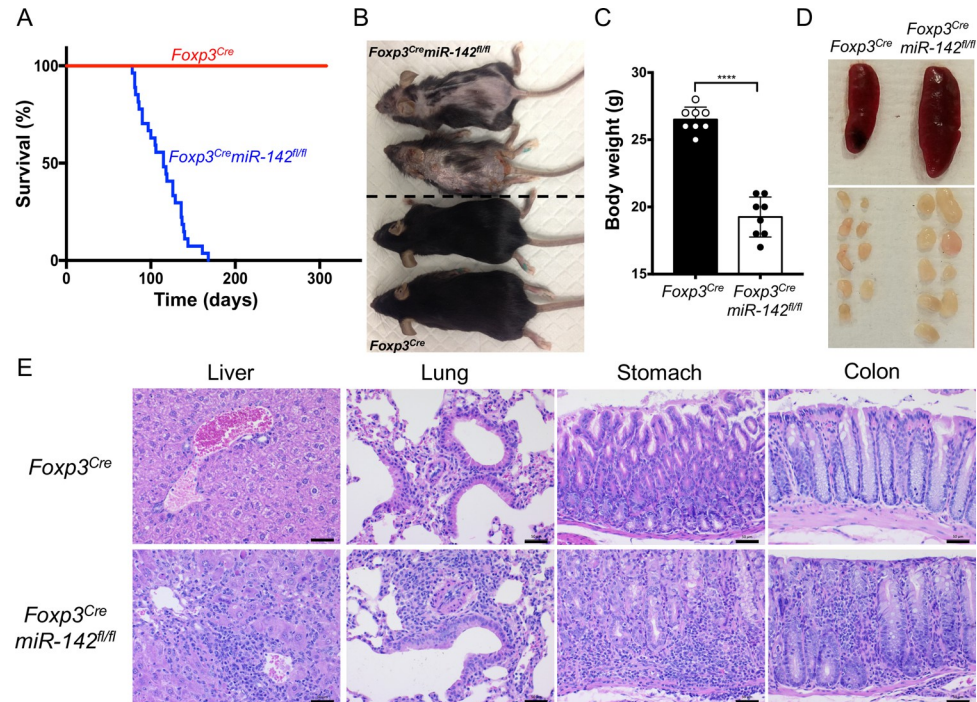 A
Foxp3Cre
Survival (%)
100
50
0
Foxp3CremiR-142fl/fl
0
100
200
300
Time (days)
B
Foxp3CremiR-142fl/fl
Foxp3Cre
C
****
Body weight (g)
30
25
20
15
Foxp3Cre
Foxp3Cre
miR-142fl/fl
D
Foxp3Cre
Foxp3Cre
miR-142fl/fl
E
Liver
Lung
Stomach
Colon
Foxp3Cre
Foxp3Cre
miR-142fl/fl